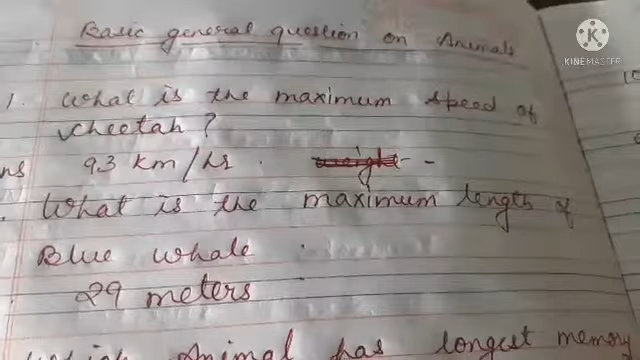 Basic general question on Animals
KINEMASTER
1. What is the maximum speed of
cheetah?
ns 93 km/hr.
What is the maximum length of
Blue whale
29 meters
which Animal has longest memory